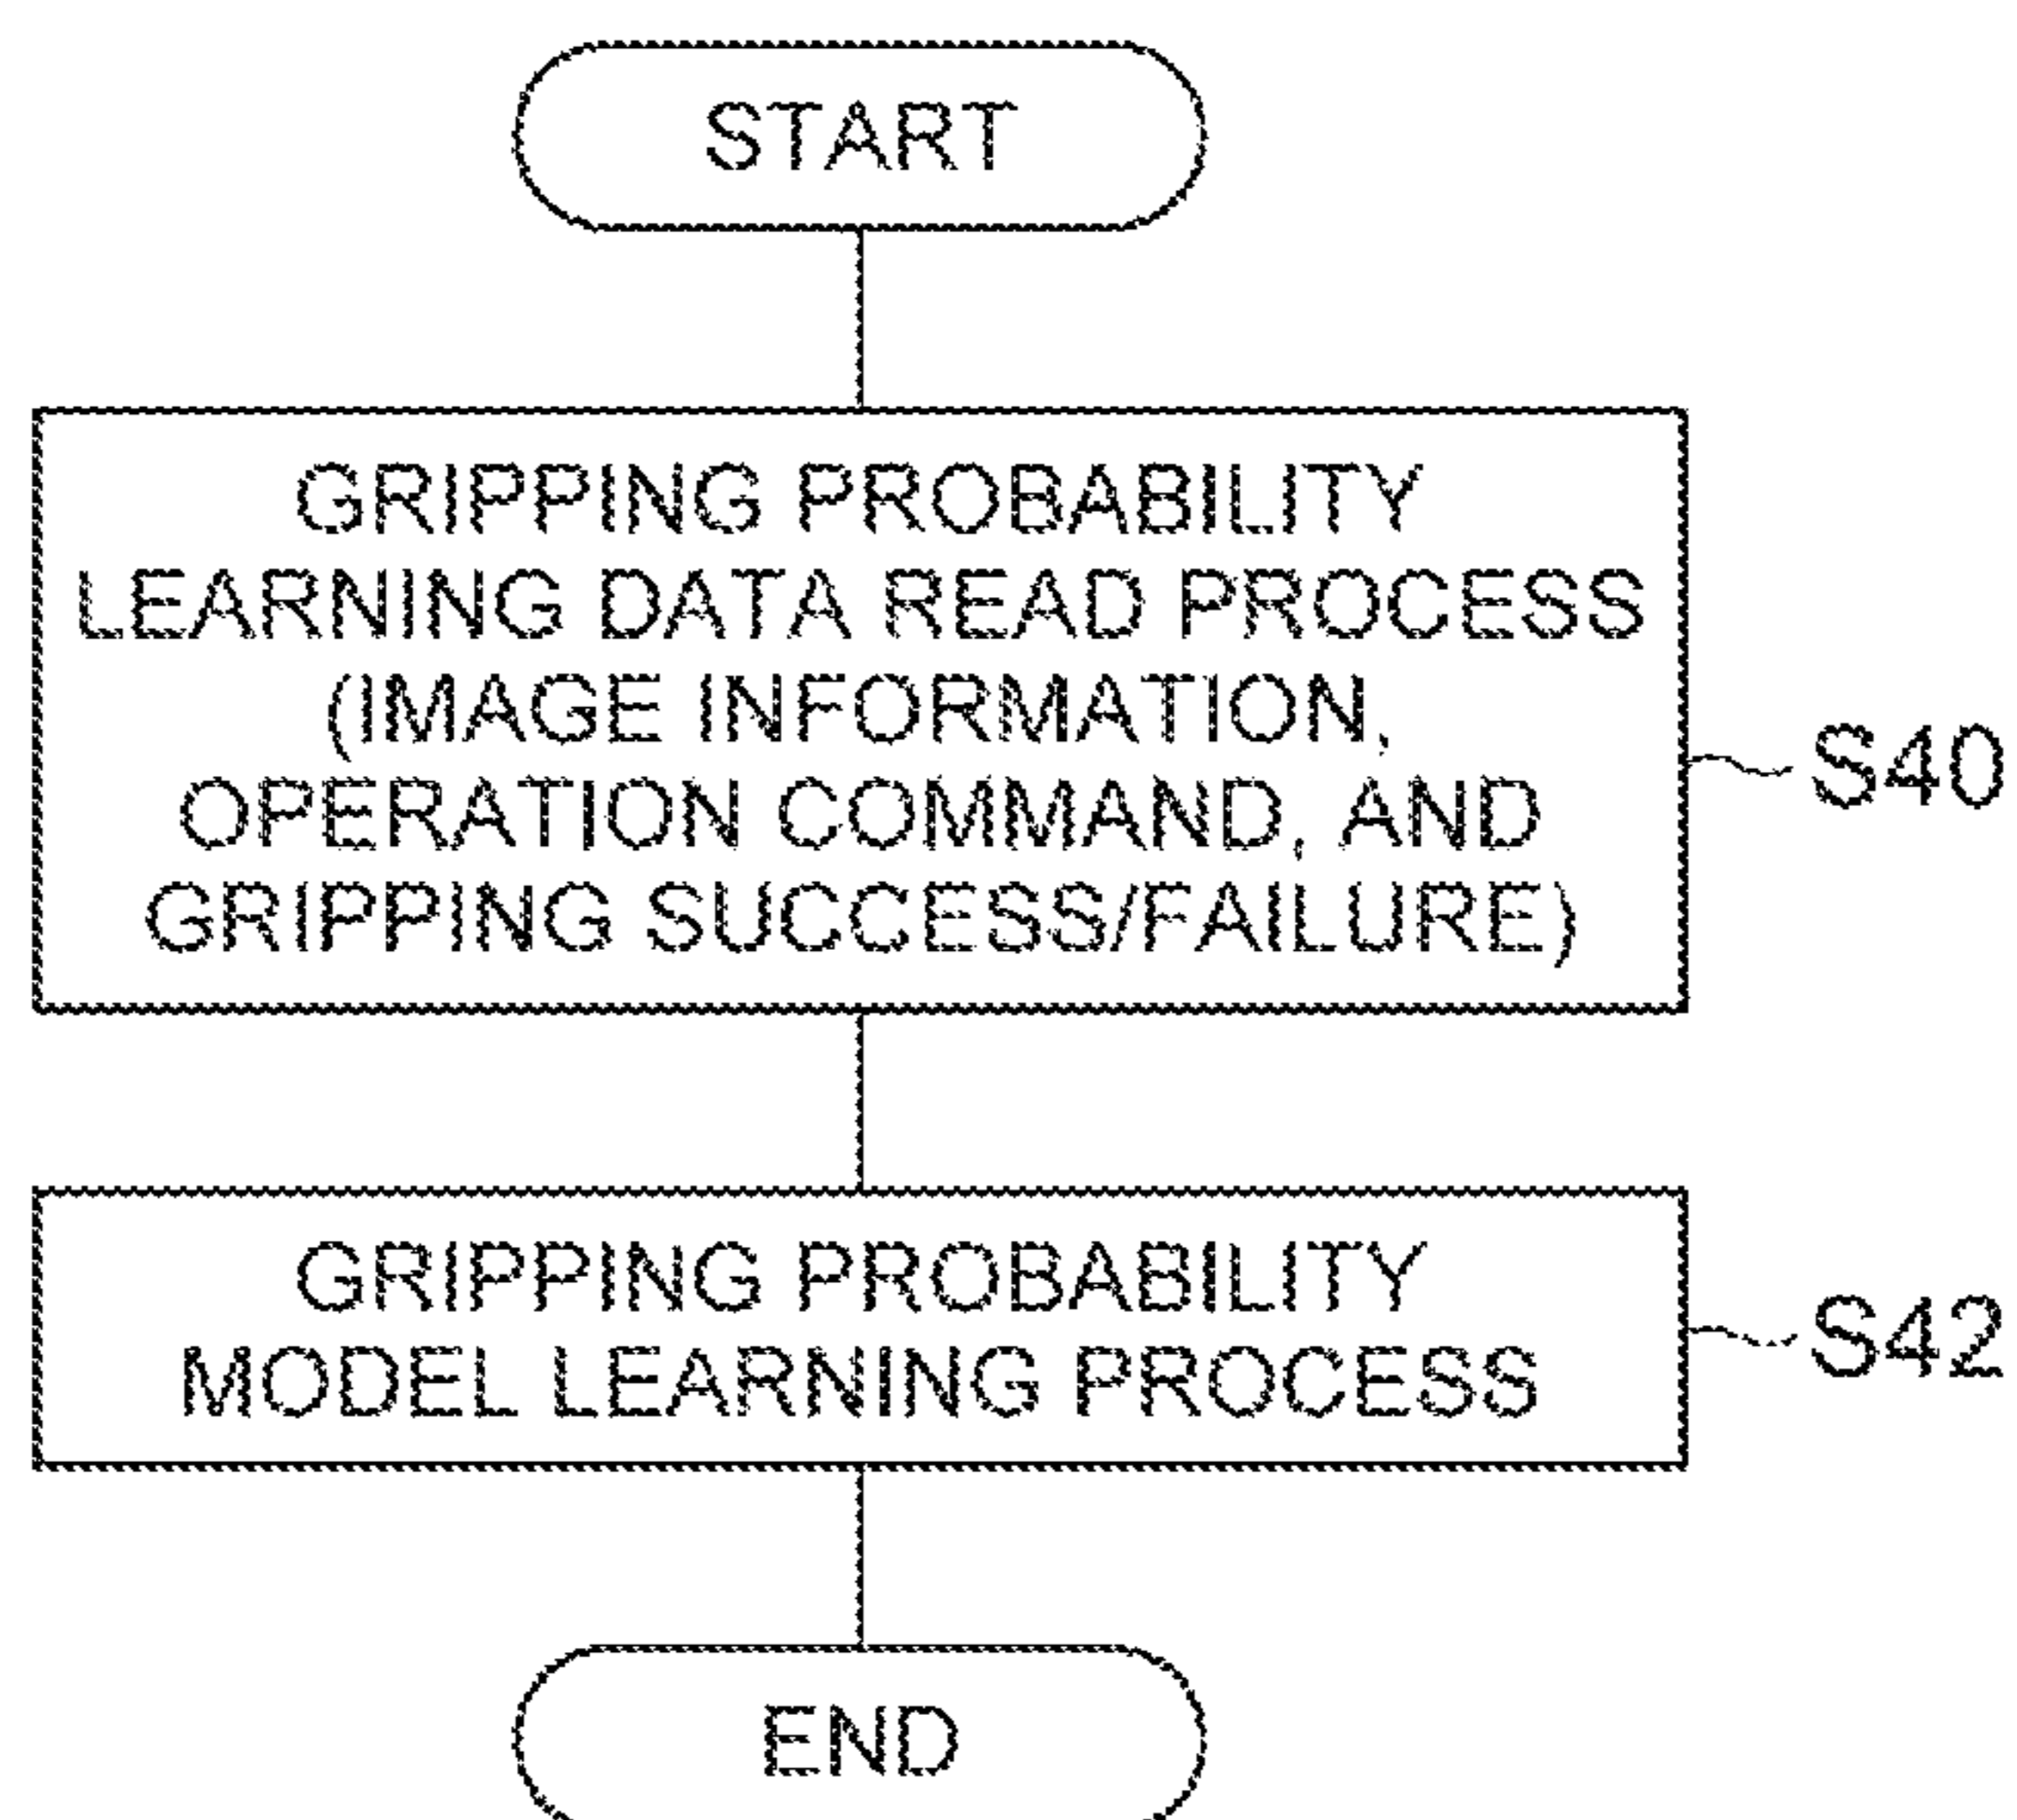 START
GRIPPING PROBABILITY
LEARNING DATA READ PROCESS
(IMAGE INFORMATION,
OPERATION COMMAND, AND
GRIPPING SUCCESS/FAILURE)
S40
GRIPPING PROBABILITY
MODEL LEARNING PROCESS
S42
END